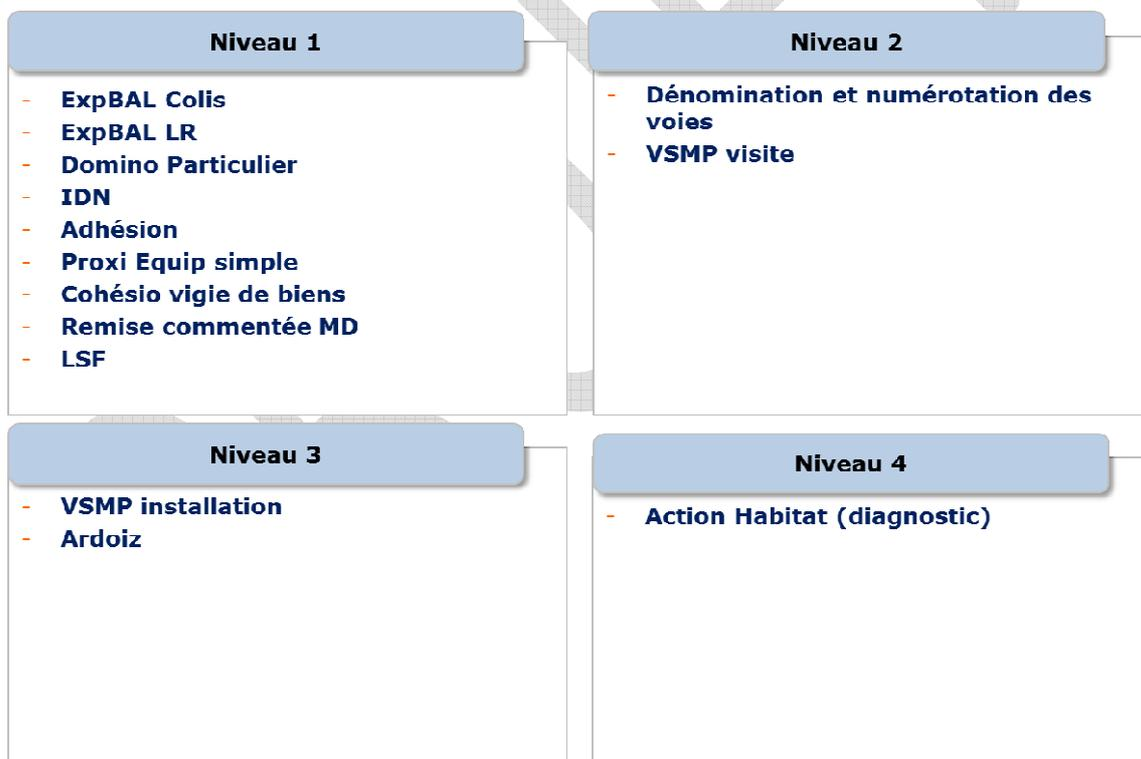 Niveau 1
- ExpBAL Colis
- ExpBAL LR
- Domino Particulier
- IDN
- Adhésion
- Proxi Equip simple
- Cohésio vigie de biens
- Remise commentée MD
- LSF
Niveau 2
- Dénomination et numérotation des
voies
- VSMP visite
Niveau 3
- VSMP installation
- Ardoiz
Niveau 4
- Action Habitat (diagnostic)